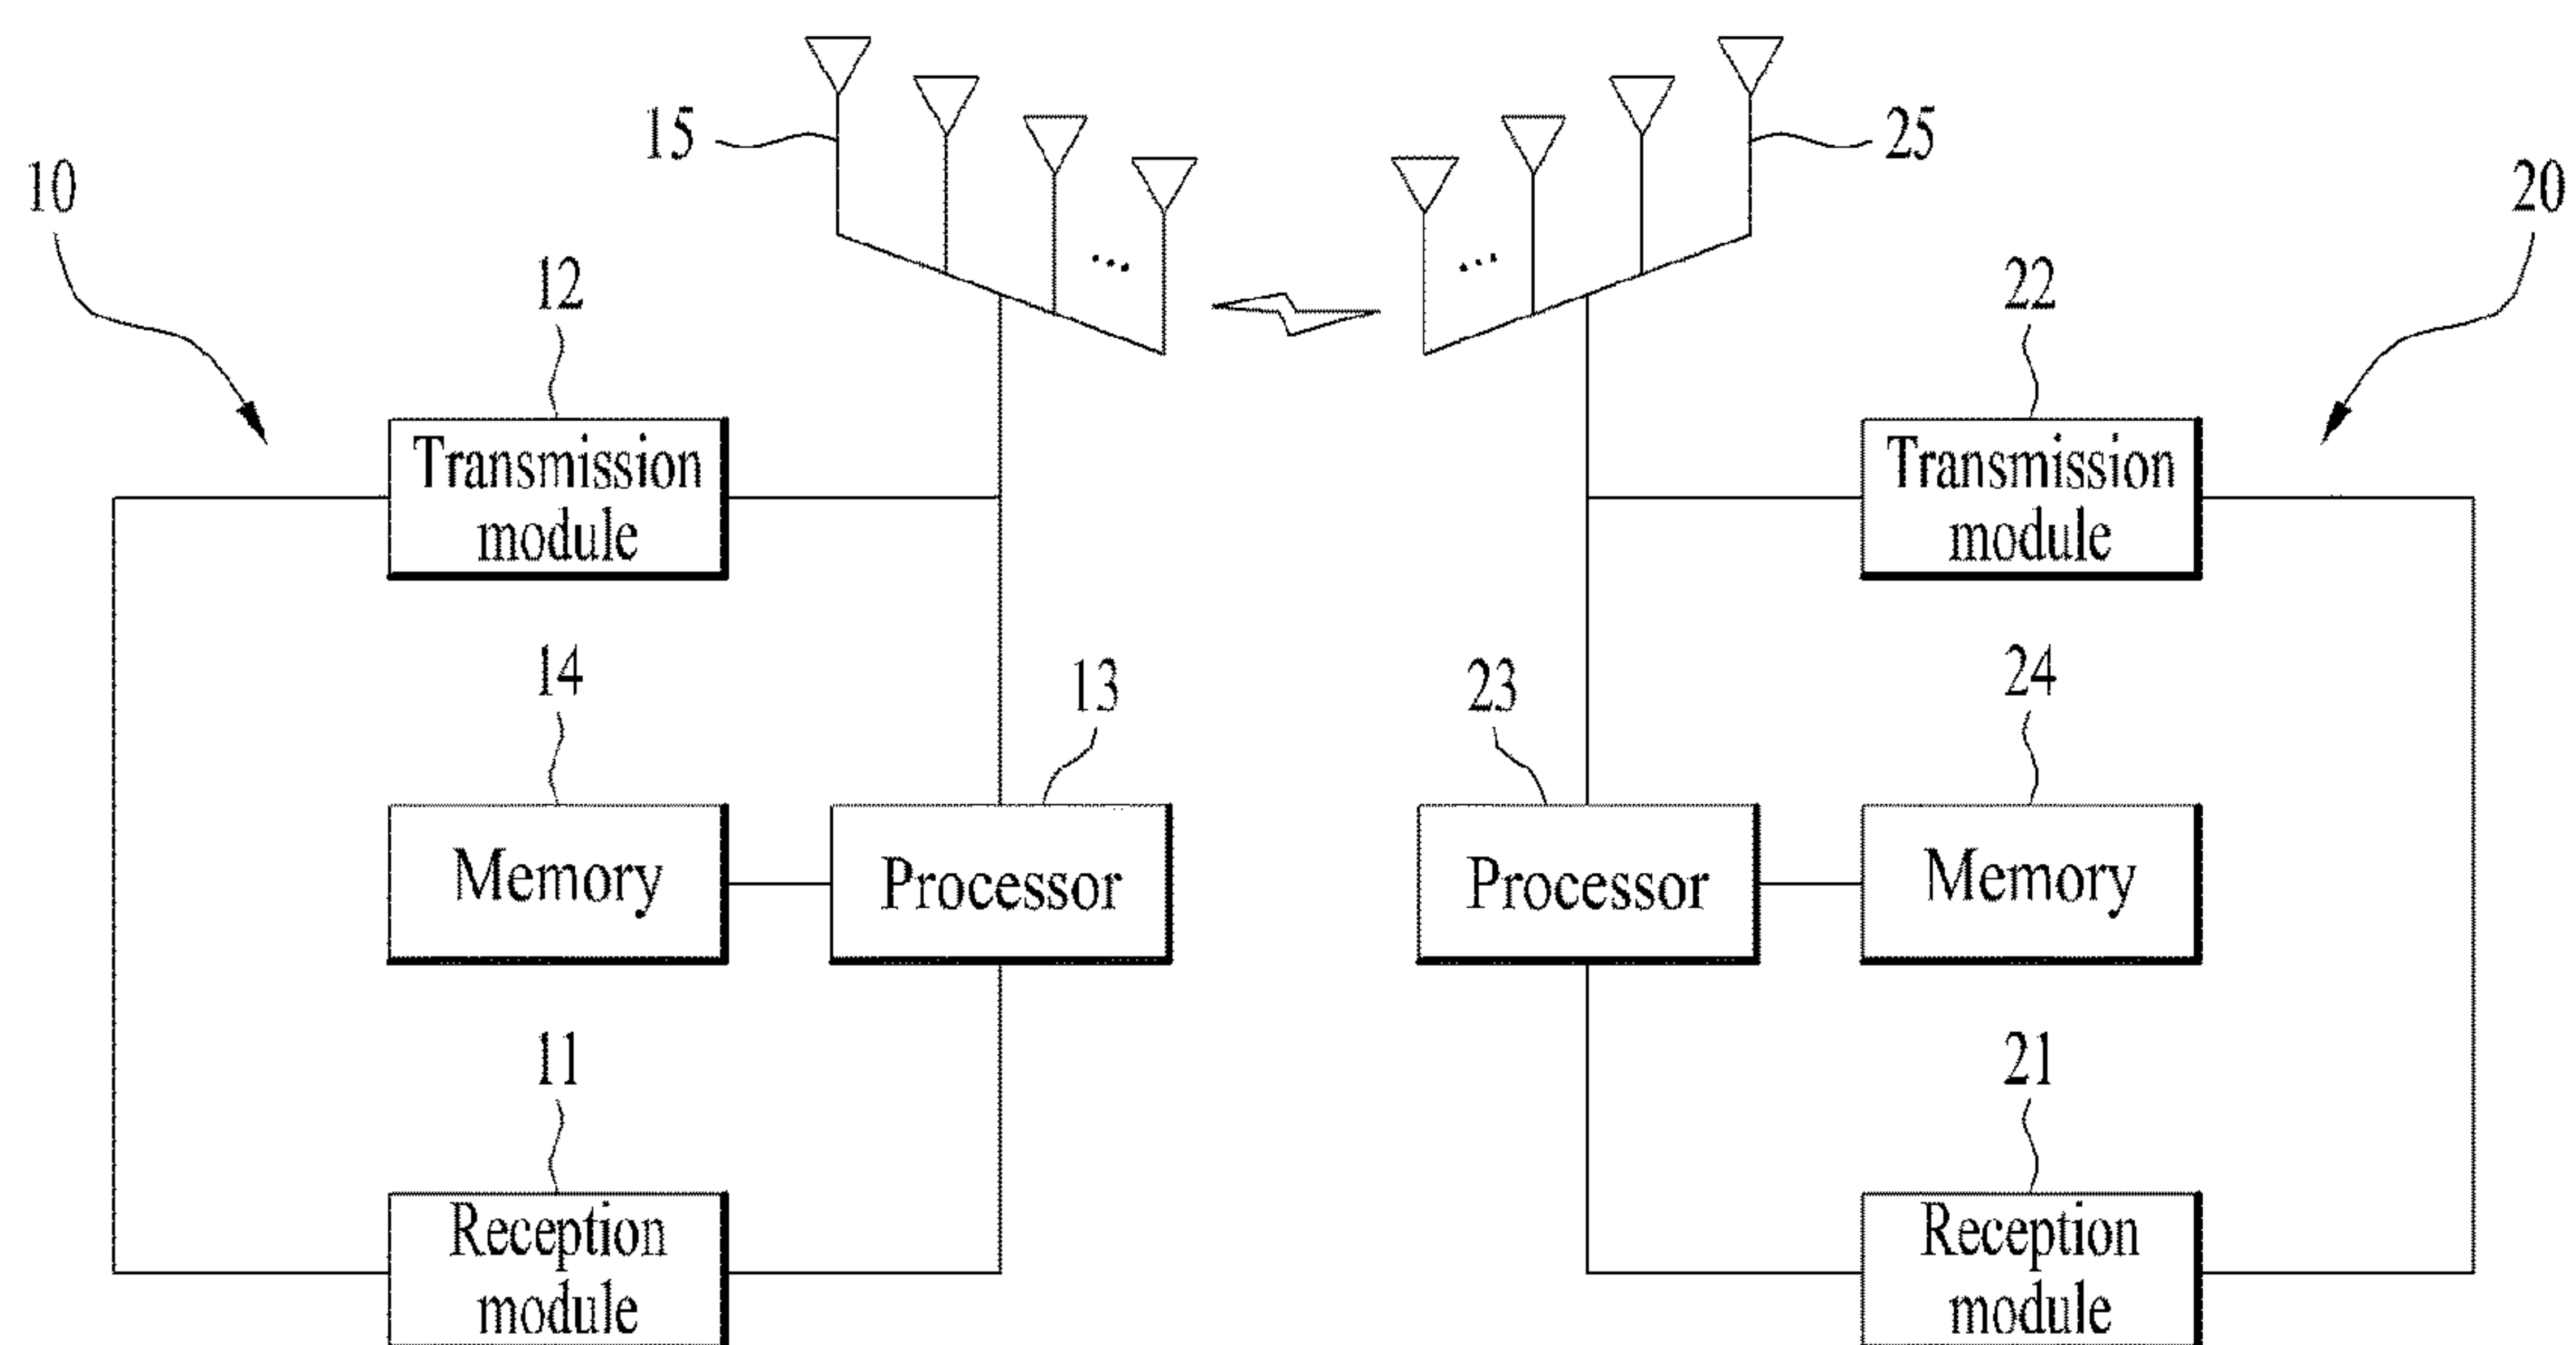 15
25
10
20
12
22
Transmission
module
Transmission
module
14
13
23
24
Memory
Processor
Processor
Memory
11
21
Reception
module
Reception
module